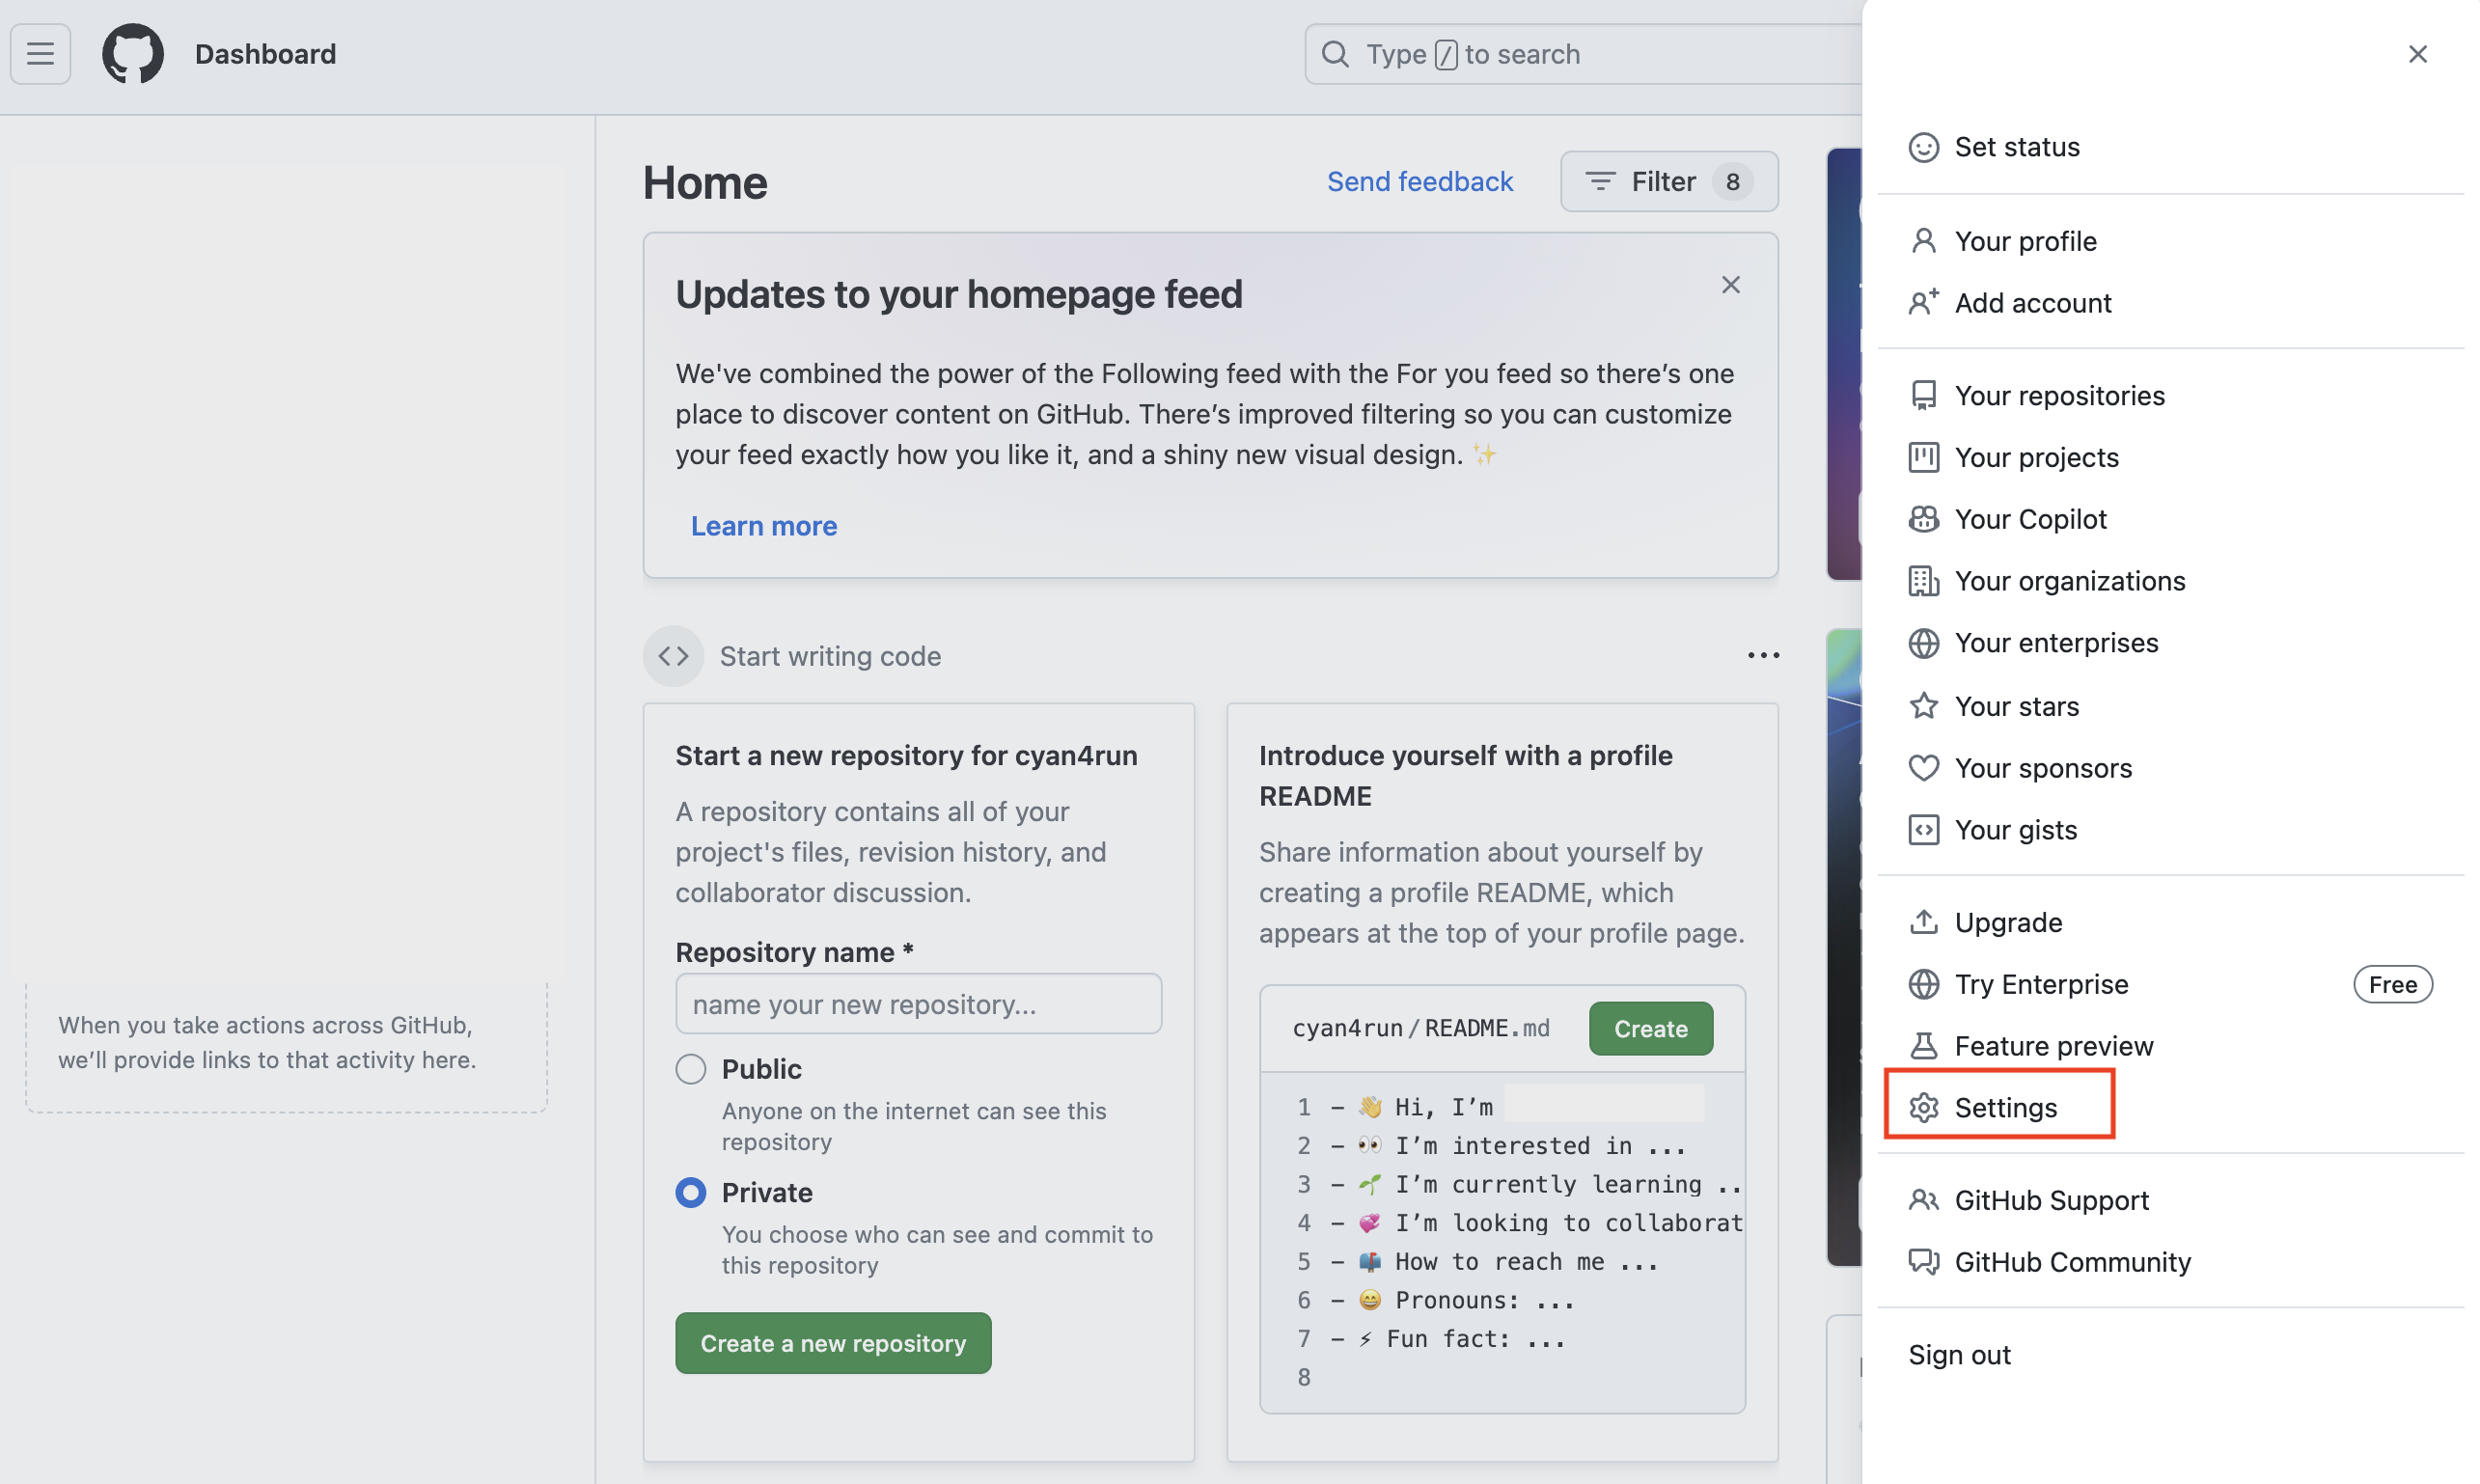 Dashboard
Type / to search
Home
Send feedback
Filter 8
Updates to your homepage feed
We've combined the power of the Following feed with the For you feed so there’s one
place to discover content on GitHub. There’s improved filtering so you can customize
your feed exactly how you like it, and a shiny new visual design. ✨
Learn more
When you take actions across GitHub,
we’ll provide links to that activity here.
Start writing code
Start a new repository for cyan4run
A repository contains all of your
project's files, revision history, and
collaborator discussion.
Repository name *
name your new repository...
Public
Anyone on the internet can see this
repository
Private
You choose who can see and commit to
this repository
Create a new repository
Introduce yourself with a profile
README
Share information about yourself by
creating a profile README, which
appears at the top of your profile page.
cyan4run/README.md
Create
1 - 👋 Hi, I’m
2 - 👀 I’m interested in ...
3 - 🌱 I’m currently learning ..
4 - 💞️ I’m looking to collaborat
5 - 📫 How to reach me ...
6 - 😄 Pronouns: ...
7 - ⚡ Fun fact: ...
8
Set status
Your profile
Add account
Your repositories
Your projects
Your Copilot
Your organizations
Your enterprises
Your stars
Your sponsors
Your gists
Upgrade
Try Enterprise
Free
Feature preview
Settings
GitHub Support
GitHub Community
Sign out